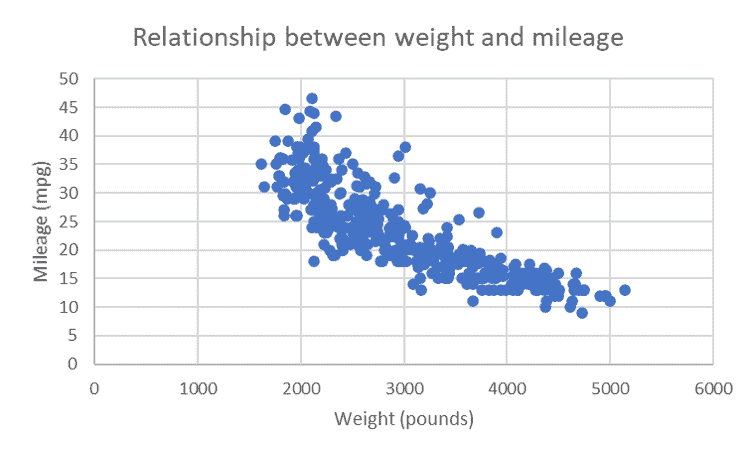 Relationship between weight and mileage
50
45
40
35
30
25
20
15
10
5
0
Mileage (mpg)
0 1000 2000 3000 4000 5000 6000
Weight (pounds)